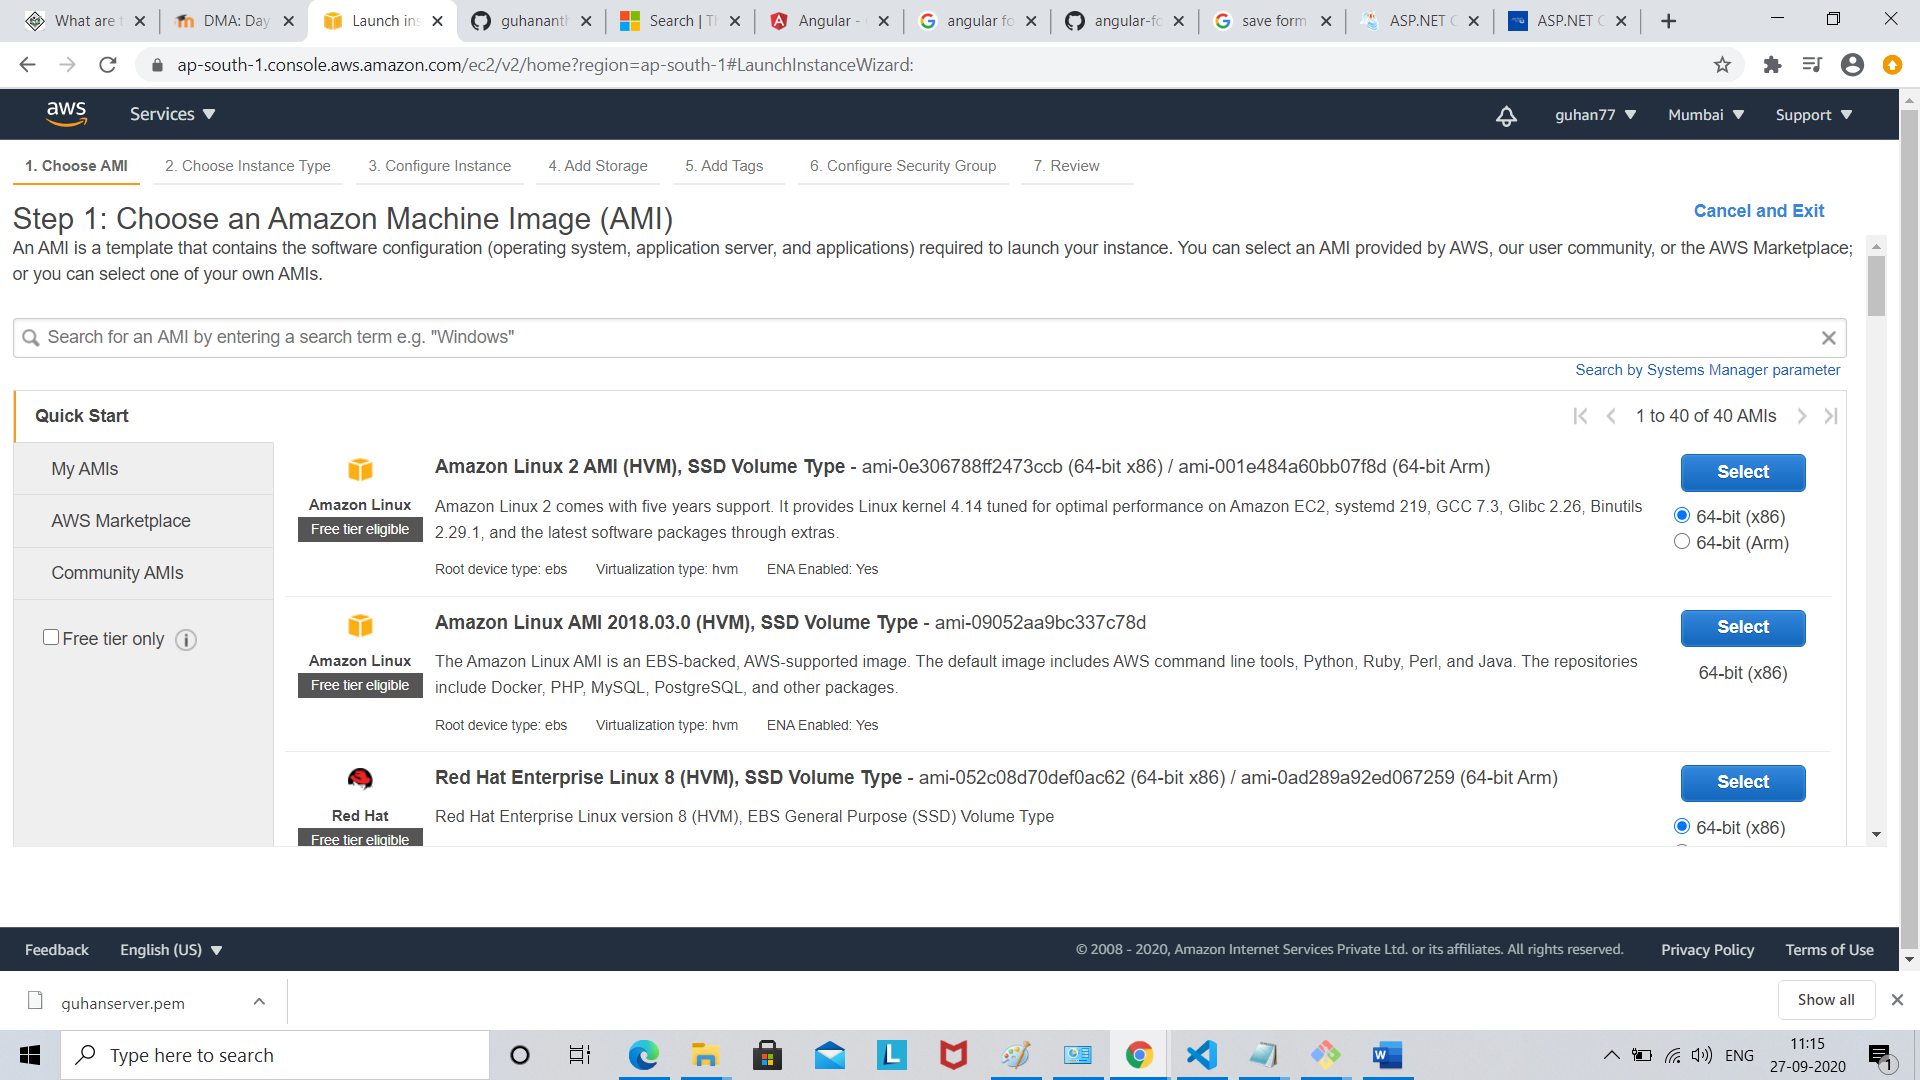 What are t
DMA: Day
Launch ins
guhananth
Search | Th
Angular -
angular fo
angular-fo
save form
ASP.NET C
ASP.NET C
ap-south-1.console.aws.amazon.com/ec2/v2/home?region=ap-south-1#LaunchInstanceWizard:
aws
Services
guhan77
Mumbai
Support
1. Choose AMI
2. Choose Instance Type
3. Configure Instance
4. Add Storage
5. Add Tags
6. Configure Security Group
7. Review
Step 1: Choose an Amazon Machine Image (AMI)
Cancel and Exit
An AMI is a template that contains the software configuration (operating system, application server, and applications) required to launch your instance. You can select an AMI provided by AWS, our user community, or the AWS Marketplace;
or you can select one of your own AMIs.
Search for an AMI by entering a search term e.g. "Windows"
Search by Systems Manager parameter
Quick Start
1 to 40 of 40 AMIs
My AMIs
AWS Marketplace
Community AMIs
Free tier only
Amazon Linux
Free tier eligible
Amazon Linux 2 AMI (HVM), SSD Volume Type - ami-0e306788ff2473ccb (64-bit x86) / ami-001e484a60bb07f8d (64-bit Arm)
Amazon Linux 2 comes with five years support. It provides Linux kernel 4.14 tuned for optimal performance on Amazon EC2, systemd 219, GCC 7.3, Glibc 2.26, Binutils
2.29.1, and the latest software packages through extras.
Root device type: ebs
Virtualization type: hvm
ENA Enabled: Yes
Select
64-bit (x86)
64-bit (Arm)
Amazon Linux
Free tier eligible
Amazon Linux AMI 2018.03.0 (HVM), SSD Volume Type - ami-09052aa9bc337c78d
The Amazon Linux AMI is an EBS-backed, AWS-supported image. The default image includes AWS command line tools, Python, Ruby, Perl, and Java. The repositories
include Docker, PHP, MySQL, PostgreSQL, and other packages.
Root device type: ebs
Virtualization type: hvm
ENA Enabled: Yes
Select
64-bit (x86)
Red Hat
Free tier eligible
Red Hat Enterprise Linux 8 (HVM), SSD Volume Type - ami-052c08d70def0ac62 (64-bit x86) / ami-0ad289a92ed067259 (64-bit Arm)
Red Hat Enterprise Linux version 8 (HVM), EBS General Purpose (SSD) Volume Type
Select
64-bit (x86)
Feedback
English (US)
© 2008 - 2020, Amazon Internet Services Private Ltd. or its affiliates. All rights reserved.
Privacy Policy
Terms of Use
guhanserver.pem
Show all
Type here to search
ENG
11:15
27-09-2020
1